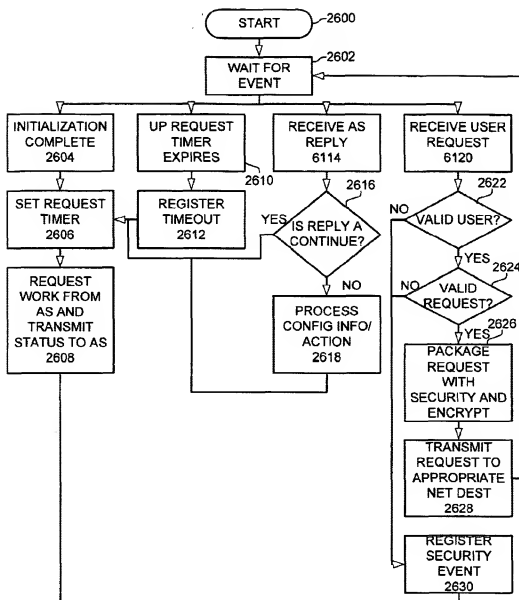 START
2600
WAIT FOR
EVENT
2602
INITIALIZATION
COMPLETE
2604
UP REQUEST
TIMER
EXPIRES
2610
RECEIVE AS
REPLY
6114
RECEIVE USER
REQUEST
6120
SET REQUEST
TIMER
2606
REGISTER
TIMEOUT
2612
YES
IS REPLY A
CONTINUE?
2616
NO
VALID USER?
2622
YES
REQUEST
WORK FROM
AS AND
TRANSMIT
STATUS TO AS
2608
NO
PROCESS
CONFIG INFO/
ACTION
2618
NO
VALID
REQUEST?
2624
YES
2626
PACKAGE
REQUEST
WITH
SECURITY AND
ENCRYPT
TRANSMIT
REQUEST TO
APPROPRIATE
NET DEST
2628
REGISTER
SECURITY
EVENT
2630